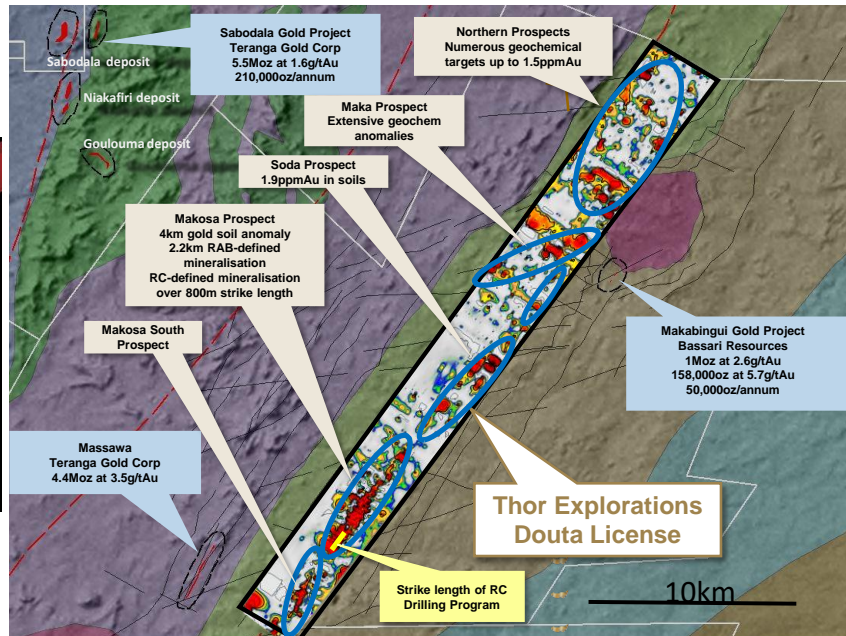 Sabodala Gold Project
Teranga Gold Corp
5.5Moz at 1.6g/tAu
210,000oz/annum
Northern Prospects
Numerous geochemical
targets up to 1.5ppmAu
Sabodala deposit
Niakafiri deposit
Goulouma deposit
Maka Prospect
Extensive geochem
anomalies
Soda Prospect
1.9ppmAu in soils
Makosa Prospect
4km gold soil anomaly
2.2km RAB-defined
mineralisation
RC-defined mineralisation
over 800m strike length
Makosa South
Prospect
Makabingui Gold Project
Bassari Resources
1Moz at 2.6g/tAu
158,000oz at 5.7g/tAu
50,000oz/annum
Massawa
Teranga Gold Corp
4.4Moz at 3.5g/tAu
Thor Explorations
Douta License
Strike length of RC
Drilling Program
10km